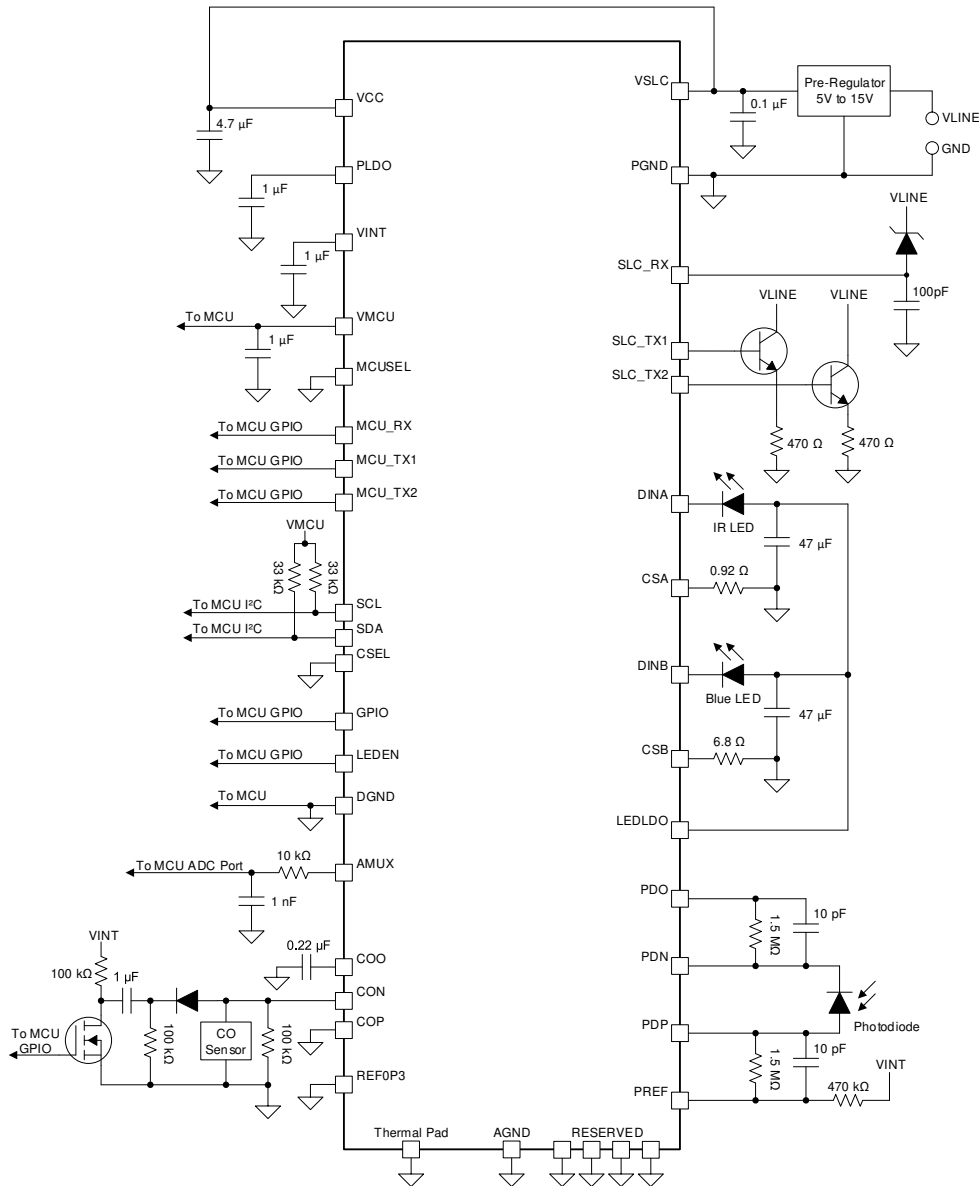 VCC
4.7 µF
PLDO
1 µF
VINT
1 µF
To MCU
VMCU
1 µF
MCUSEL
To MCU GPIO
MCU_RX
To MCU GPIO
MCU_TX1
To MCU GPIO
MCU_TX2
VMCU
33 kΩ
33 kΩ
To MCU I²C
SCL
To MCU I²C
SDA
CSEL
To MCU GPIO
GPIO
To MCU GPIO
LEDEN
To MCU
DGND
To MCU ADC Port
10 kΩ
AMUX
1 nF
0.22 µF
COO
VINT
100 kΩ
1 µF
CON
To MCU
GPIO
100 kΩ
CO
Sensor
100 kΩ
COP
REF0P3
Thermal Pad
AGND
RESERVED
VSLC
0.1 µF
Pre-Regulator
5V to 15V
VLINE
GND
PGND
VLINE
SLC_RX
100pF
VLINE
VLINE
SLC_TX1
SLC_TX2
470 Ω
470 Ω
DINA
IR LED
47 µF
CSA
0.92 Ω
DINB
Blue LED
47 µF
CSB
6.8 Ω
LEDLDO
PDO
1.5 MΩ
10 pF
PDN
Photodiode
PDP
1.5 MΩ
10 pF
VINT
PREF
470 kΩ